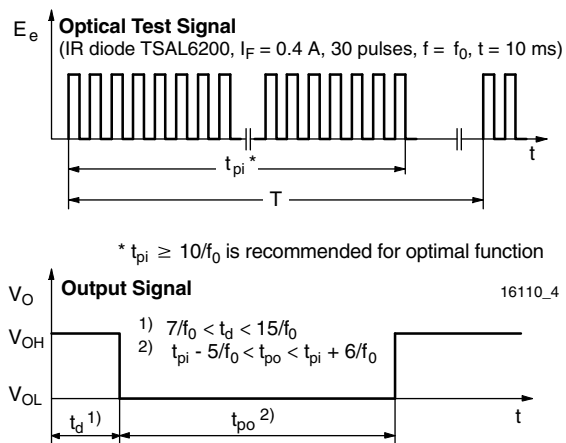 E_e Optical Test Signal
(IR diode TSAL6200, I_F = 0.4 A, 30 pulses, f = f_0, t = 10 ms)
t
t_pi *
T
* t_pi ≥ 10/f_0 is recommended for optimal function
V_O Output Signal 16110_4
V_OH
1) 7/f_0 < t_d < 15/f_0
2) t_pi - 5/f_0 < t_po < t_pi + 6/f_0
V_OL
t_d 1) t_po 2) t